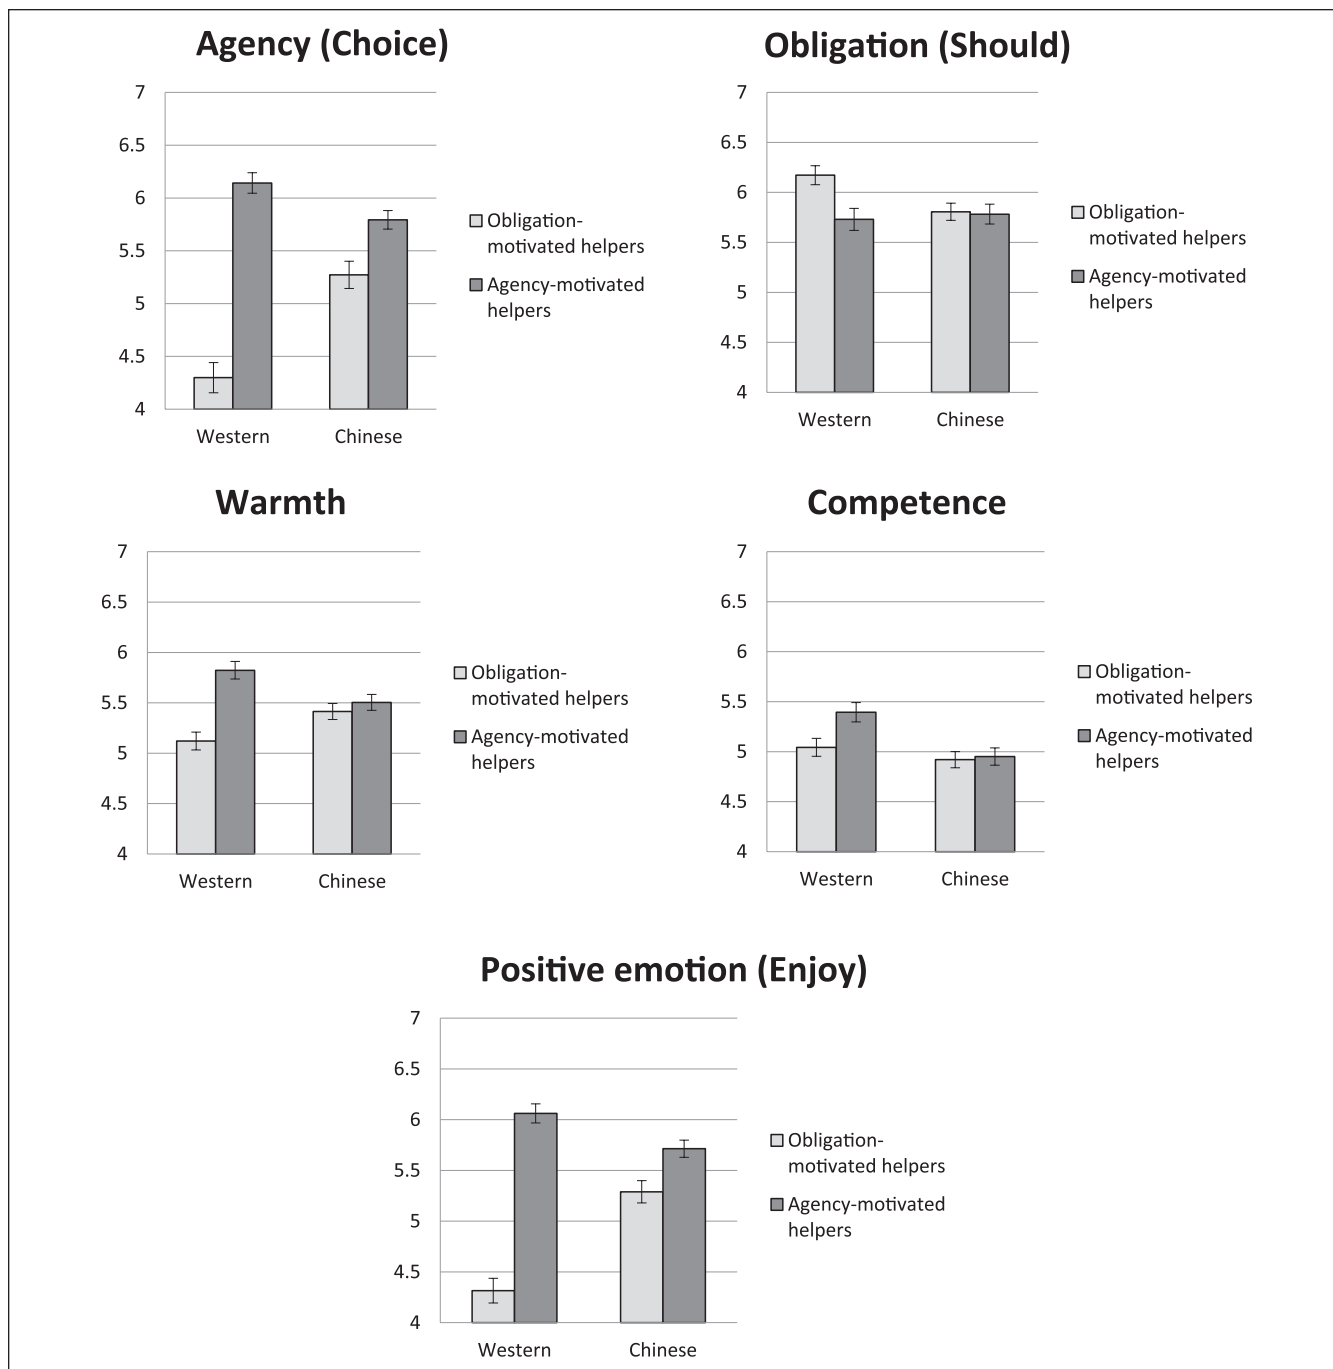 Agency (Choice)
7
6.5
6
5.5
5
4.5
4
Western
Chinese
Obligation-
motivated helpers
Agency-motivated
helpers
Obligation (Should)
7
6.5
6
5.5
5
4.5
4
Western
Chinese
Obligation-
motivated helpers
Agency-motivated
helpers
Warmth
7
6.5
6
5.5
5
4.5
4
Western
Chinese
Obligation-
motivated helpers
Agency-motivated
helpers
Competence
7
6.5
6
5.5
5
4.5
4
Western
Chinese
Obligation-
motivated helpers
Agency-motivated
helpers
Positive emotion (Enjoy)
7
6.5
6
5.5
5
4.5
4
Western
Chinese
Obligation-
motivated helpers
Agency-motivated
helpers